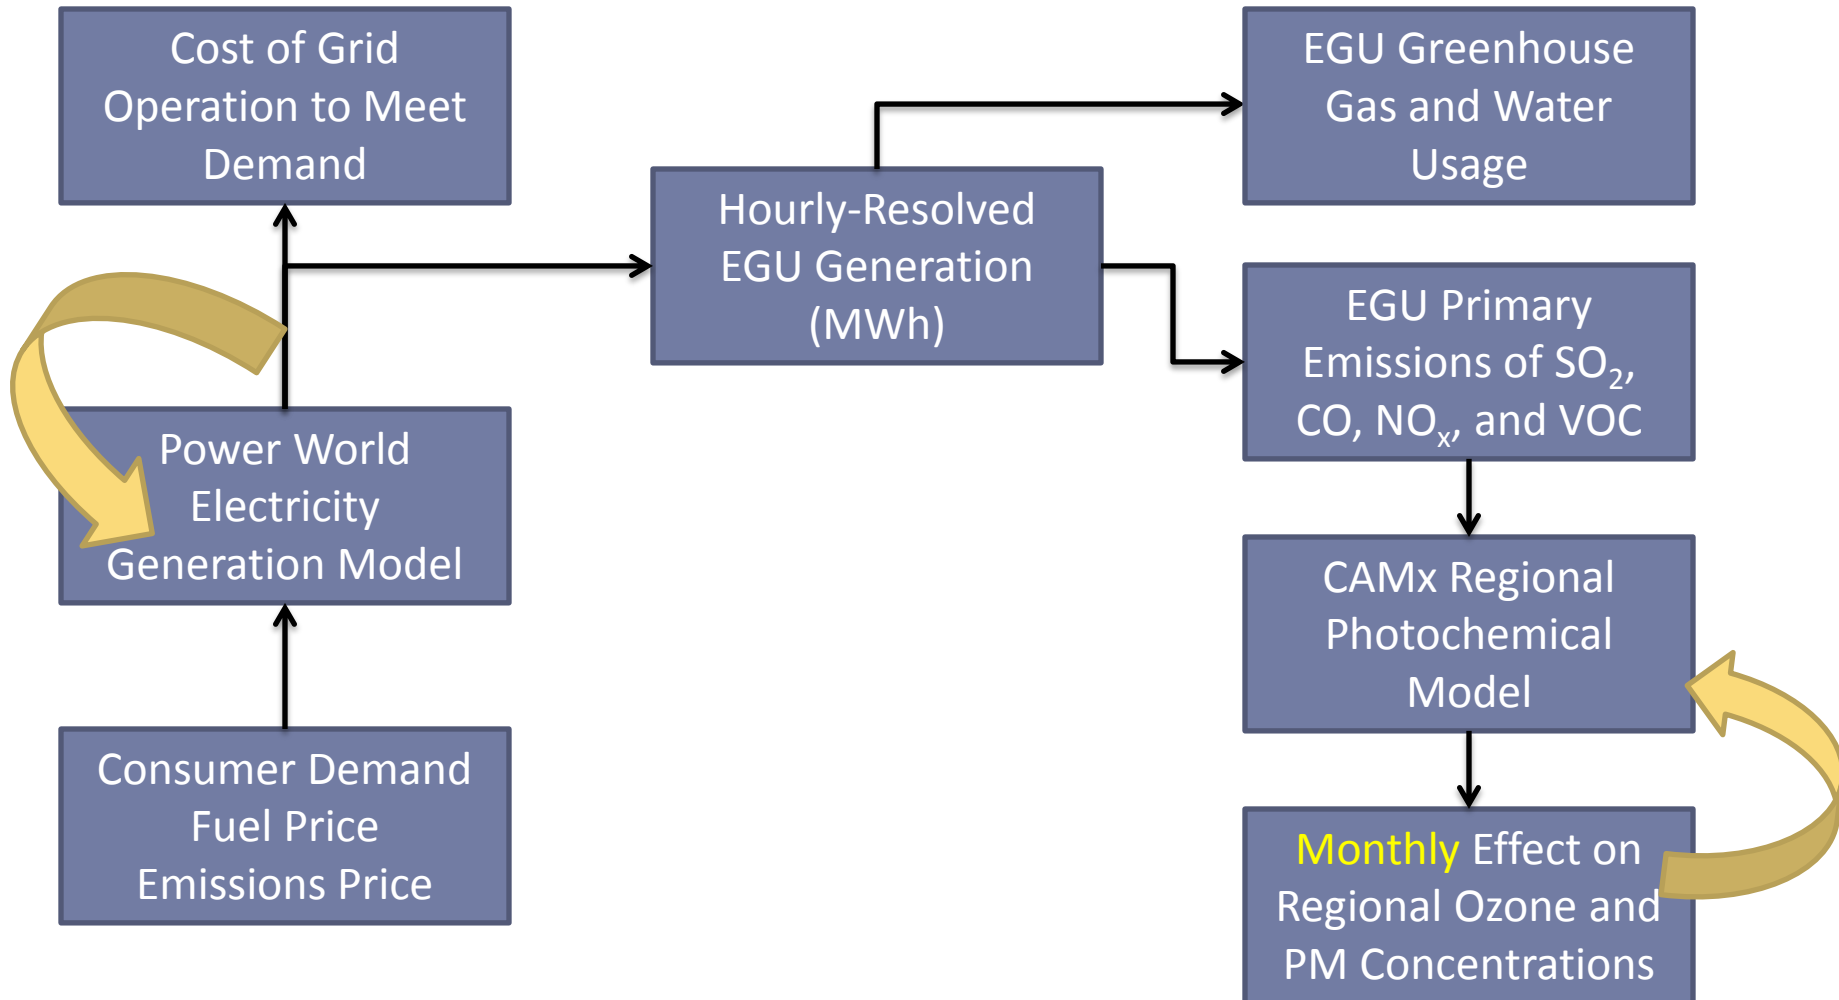 Cost of Grid
Operation to Meet
Demand
EGU Greenhouse
Gas and Water
Usage
Hourly-Resolved
EGU Generation
(MWh)
EGU Primary
Emissions of SO₂,
CO, NOₓ, and VOC
Power World
Electricity
Generation Model
CAMx Regional
Photochemical
Model
Consumer Demand
Fuel Price
Emissions Price
Monthly Effect on
Regional Ozone and
PM Concentrations